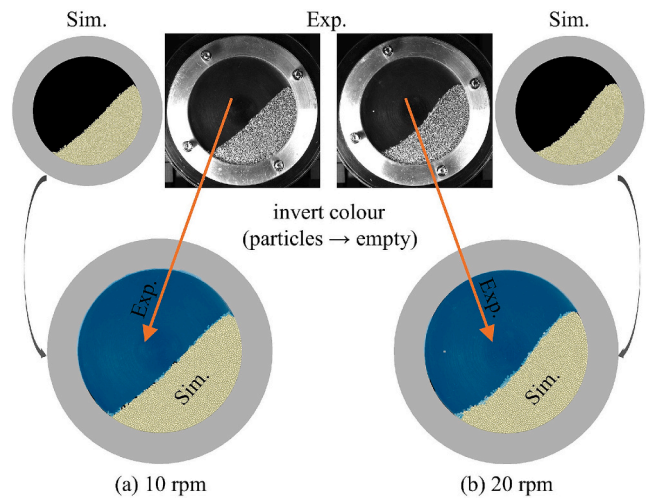 Sim.
Exp.
Sim.
invert colour
(particles → empty)
Exp.
Sim.
Exp.
Sim.
(a) 10 rpm
(b) 20 rpm